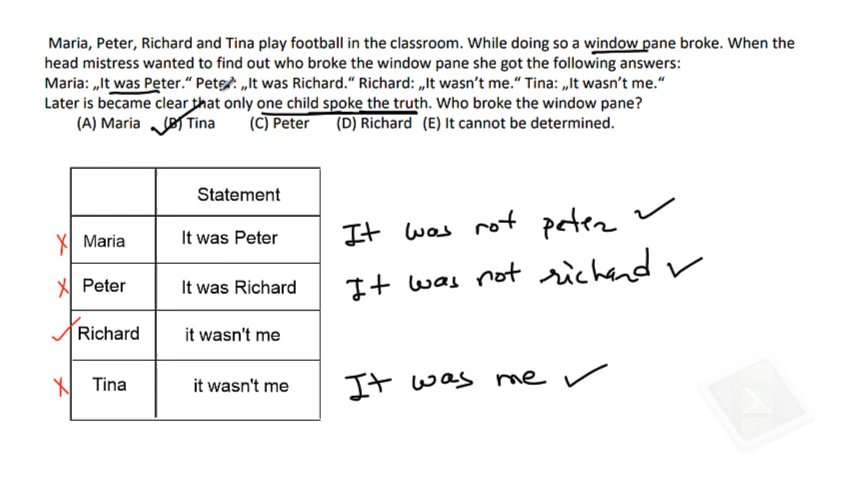 Maria, Peter, Richard and Tina play football in the classroom. While doing so a window pane broke. When the
head mistress wanted to find out who broke the window pane she got the following answers:
Maria: „It was Peter.“ Peter: „It was Richard.“ Richard: „It wasn’t me.“ Tina: „It wasn’t me.“
Later is became clear that only one child spoke the truth. Who broke the window pane?
(A) Maria (B) Tina (C) Peter (D) Richard (E) It cannot be determined.
Statement
Maria It was Peter It was not peter
Peter It was Richard It was not richard
Richard it wasn't me
Tina it wasn't me It was me